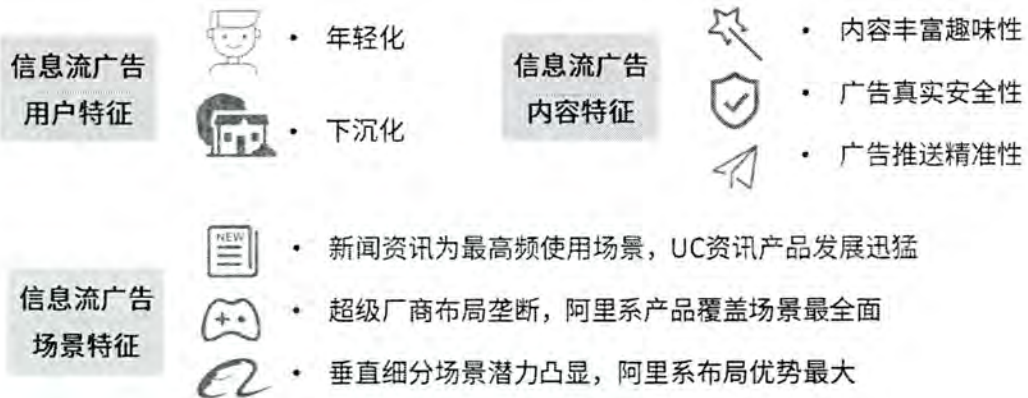 信息流广告
用户特征
• 年轻化
• 下沉化
信息流广告
内容特征
• 内容丰富趣味性
• 广告真实安全性
• 广告推送精准性
信息流广告
场景特征
NEW
• 新闻资讯为最高频使用场景，UC资讯产品发展迅猛
• 超级厂商布局垄断，阿里系产品覆盖场景最全面
• 垂直细分场景潜力凸显，阿里系布局优势最大